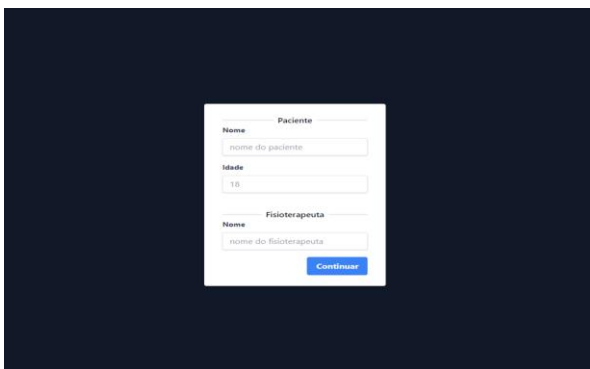 Paciente
Nome
nome do paciente
Idade
18
Fisioterapeuta
Nome
nome do fisioterapeuta
Continuar